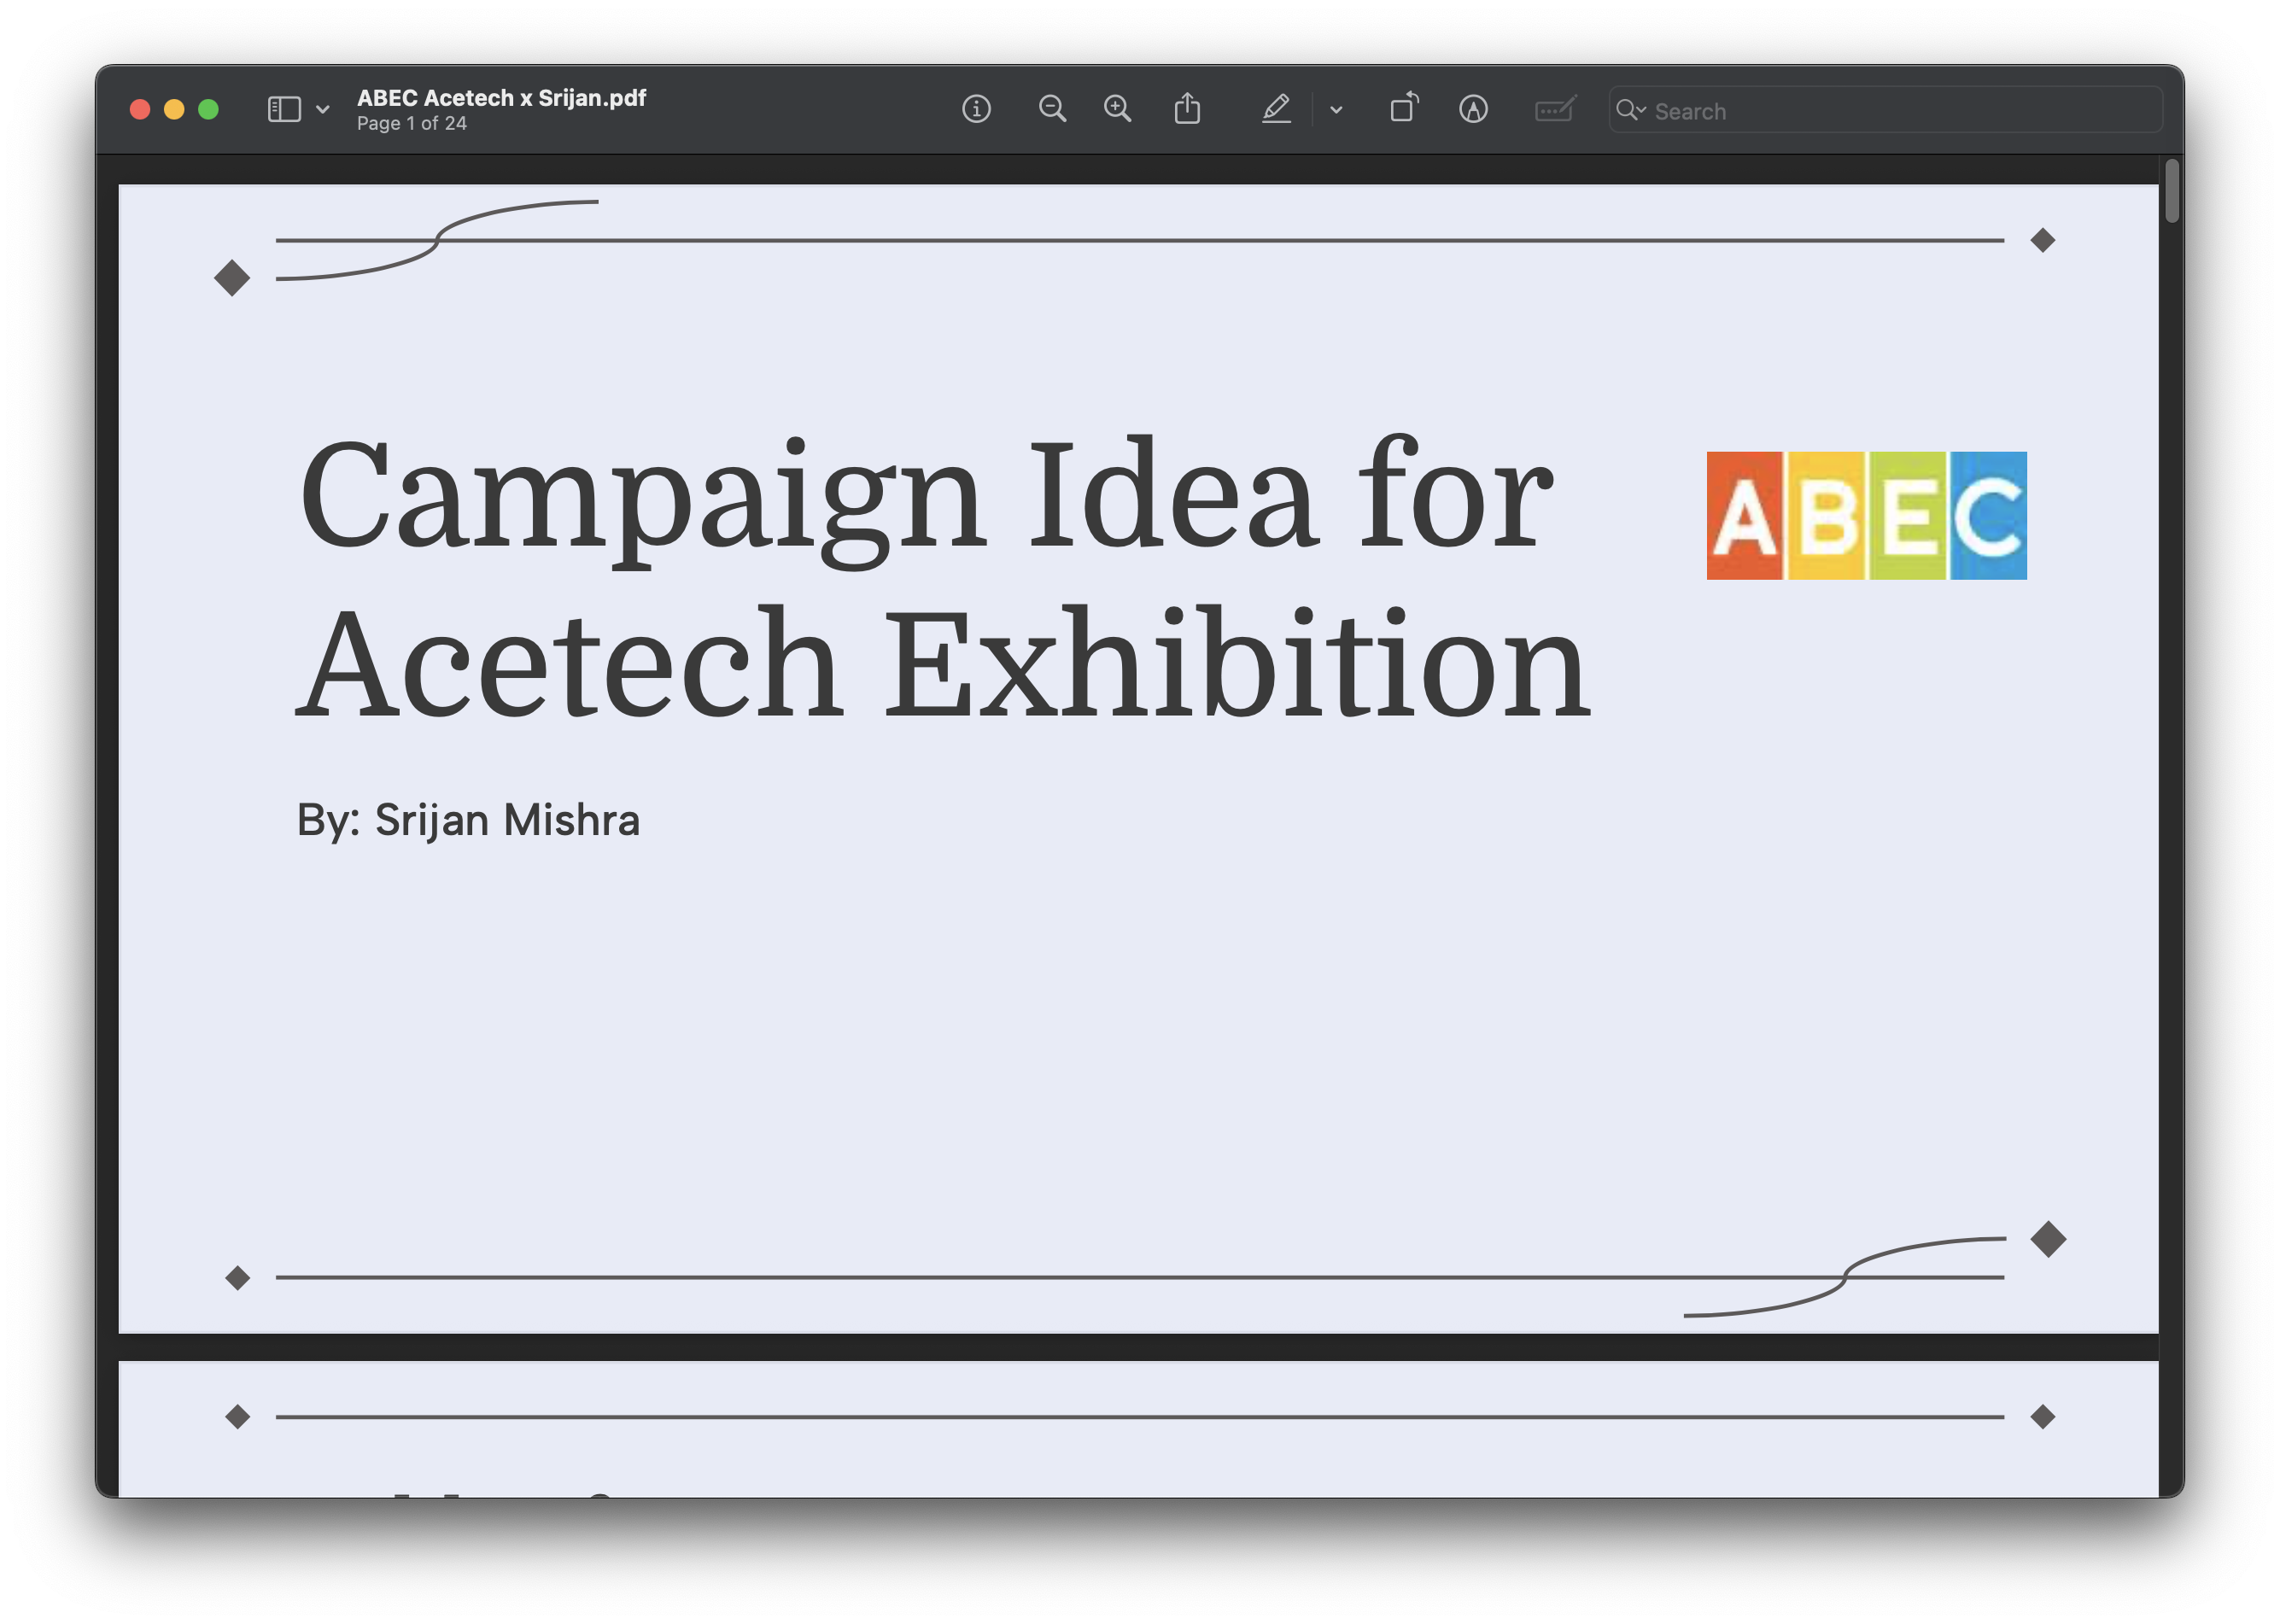 ABEC Acetech x Srijan.pdf
Page 1 of 24
Search
Campaign Idea for
Acetech Exhibition
ABEC
By: Srijan Mishra